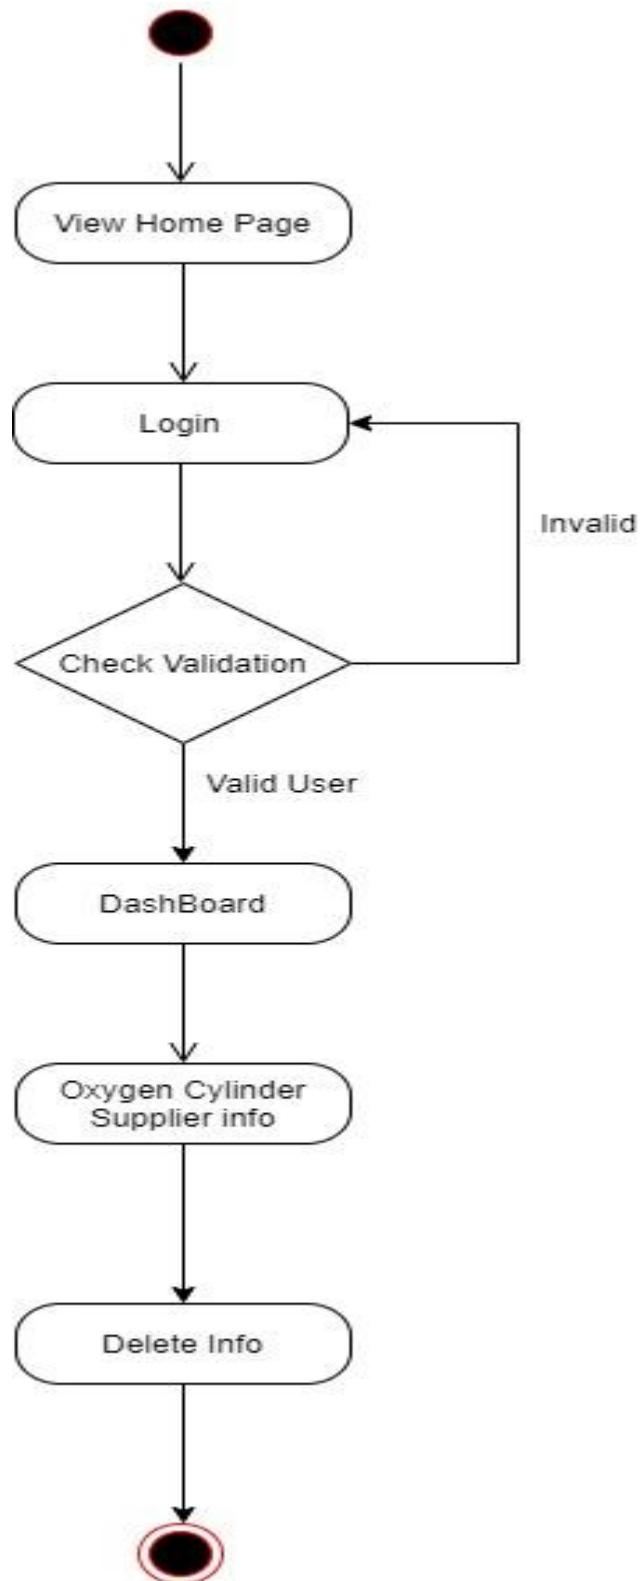 View Home Page
Login
Invalid
Check Validation
Valid User
DashBoard
Oxygen Cylinder
Supplier info
Delete Info